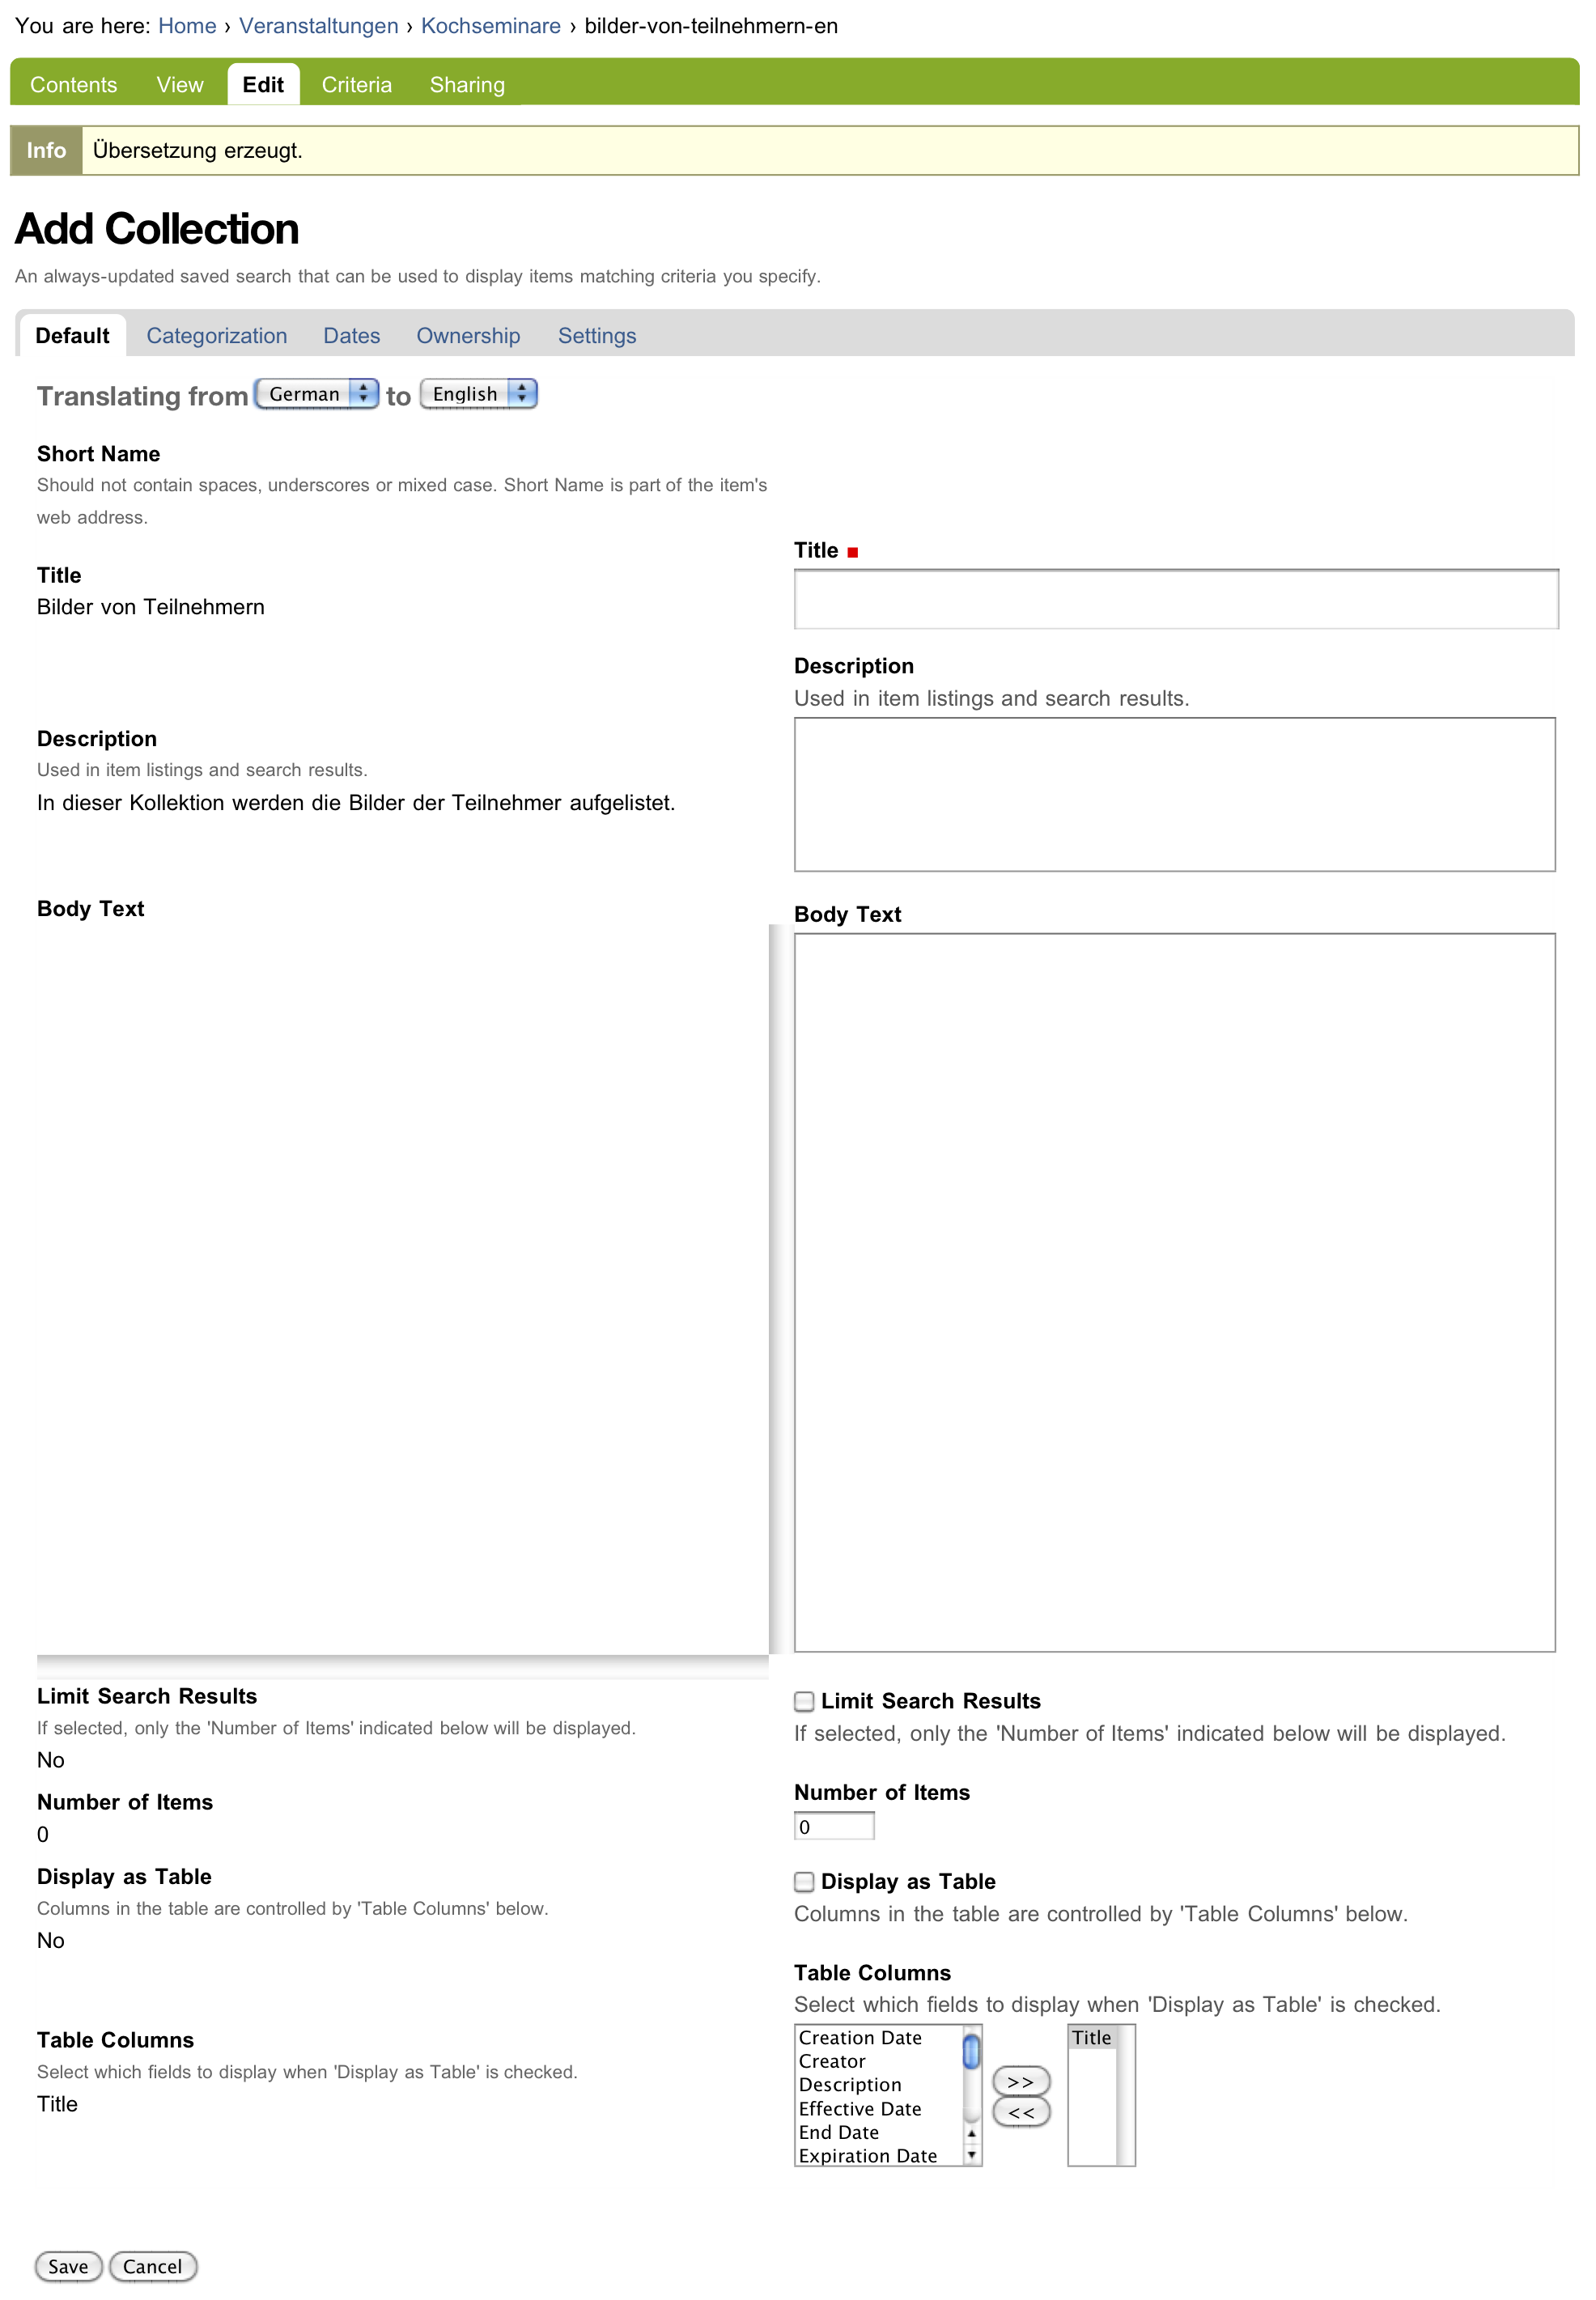 You are here: Home › Veranstaltungen › Kochseminare › bilder-von-teilnehmern-en
Contents View Edit Criteria Sharing
Info Übersetzung erzeugt.
Add Collection
An always-updated saved search that can be used to display items matching criteria you specify.
Default Categorization Dates Ownership Settings
Translating from German to English
Short Name
Should not contain spaces, underscores or mixed case. Short Name is part of the item's
web address.
Title
Bilder von Teilnehmern
Title
Description
Used in item listings and search results.
Description
Used in item listings and search results.
In dieser Kollektion werden die Bilder der Teilnehmer aufgelistet.
Body Text
Body Text
Limit Search Results
If selected, only the 'Number of Items' indicated below will be displayed.
No
Limit Search Results
If selected, only the 'Number of Items' indicated below will be displayed.
Number of Items
0
Number of Items
0
Display as Table
Columns in the table are controlled by 'Table Columns' below.
No
Display as Table
Columns in the table are controlled by 'Table Columns' below.
Table Columns
Select which fields to display when 'Display as Table' is checked.
Title
Table Columns
Select which fields to display when 'Display as Table' is checked.
Creation Date
Creator
Description
Effective Date
End Date
Expiration Date
>>
<<
Title
Save Cancel